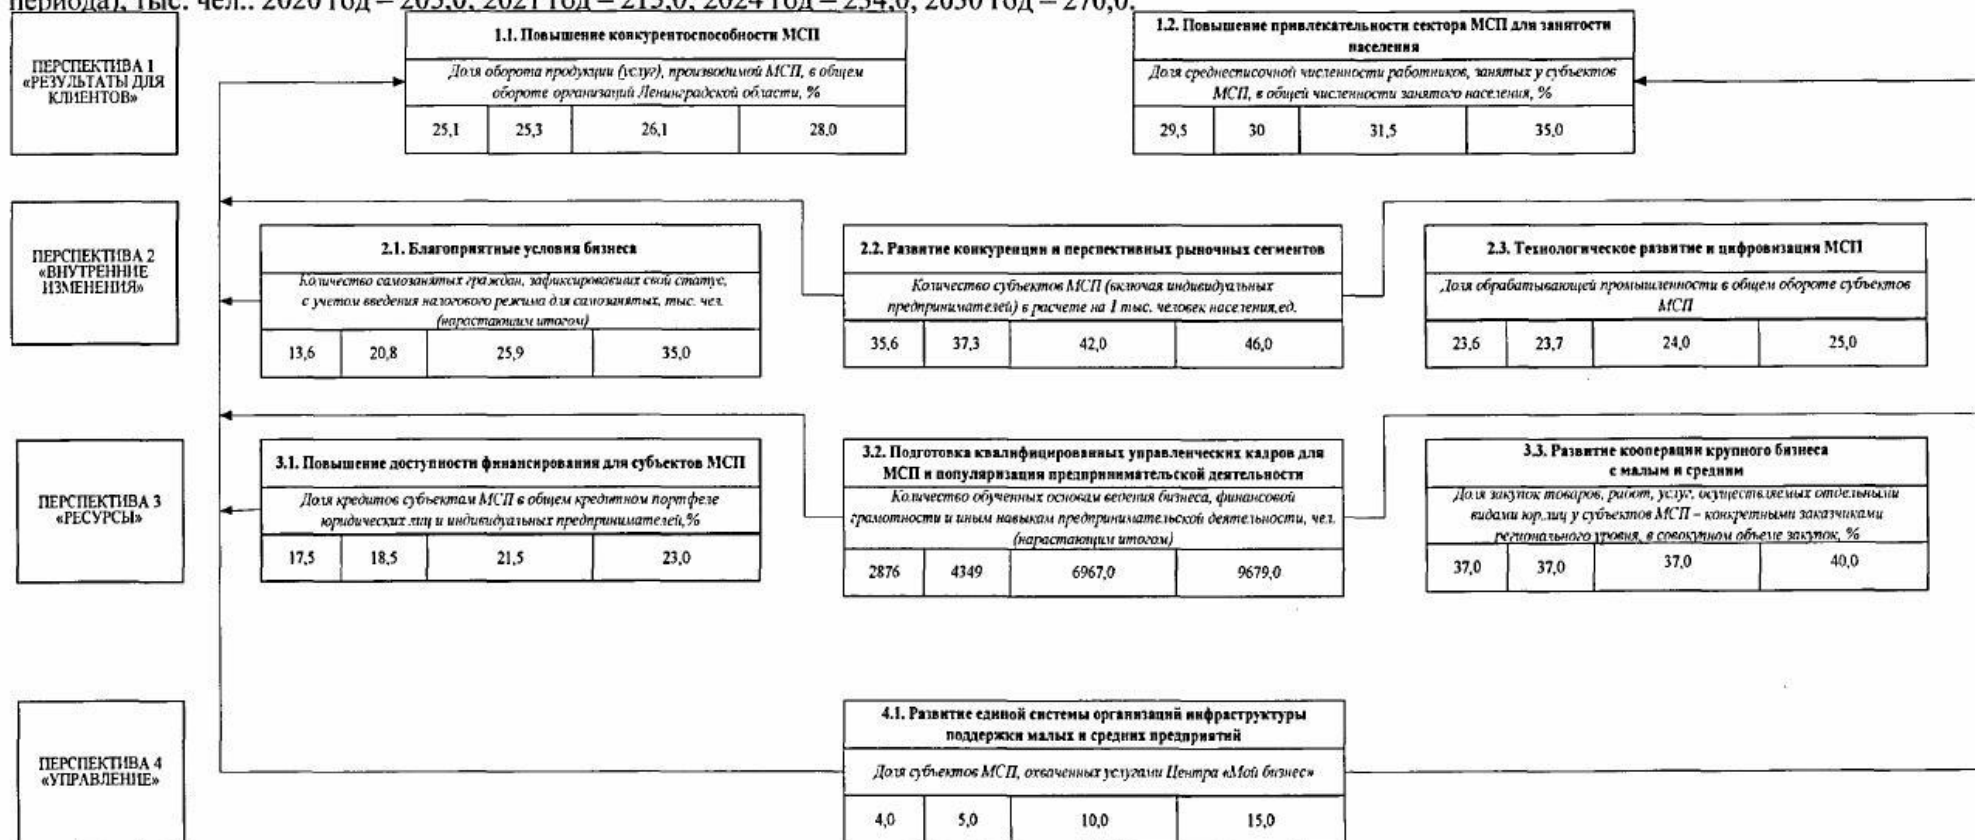 периода), тыс. чел.: 2020 год – 205,0; 2021 год – 215,0; 2024 год – 234,0; 2030 год – 270,0.
ПЕРСПЕКТИВА 1
«РЕЗУЛЬТАТЫ ДЛЯ
КЛИЕНТОВ»
1.1. Повышение конкурентоспособности МСП
Доля оборота продукции (услуг), производимой МСП, в общем
обороте организаций Ленинградской области, %
25,1 25,3 26,1 28,0
1.2. Повышение привлекательности сектора МСП для занятости
населения
Доля среднесписочной численности работников, занятых у субъектов
МСП, в общей численности занятого населения, %
29,5 30 31,5 35,0
ПЕРСПЕКТИВА 2
«ВНУТРЕННИЕ
ИЗМЕНЕНИЯ»
2.1. Благоприятные условия бизнеса
Количество самозанятых граждан, зафиксировавших свой статус,
с учетом введения налогового режима для самозанятых, тыс. чел.
(нарастающим итогом)
13,6 20,8 25,9 35,0
2.2. Развитие конкуренции и перспективных рыночных сегментов
Количество субъектов МСП (включая индивидуальных
предпринимателей) в расчете на 1 тыс. человек населения,ед.
35,6 37,3 42,0 46,0
2.3. Технологическое развитие и цифровизация МСП
Доля обрабатывающей промышленности в общем обороте субъектов
МСП
23,6 23,7 24,0 25,0
ПЕРСПЕКТИВА 3
«РЕСУРСЫ»
3.1. Повышение доступности финансирования для субъектов МСП
Доля кредитов субъектам МСП в общем кредитном портфеле
юридических лиц и индивидуальных предпринимателей,%
17,5 18,5 21,5 23,0
3.2. Подготовка квалифицированных управленческих кадров для
МСП и популяризация предпринимательской деятельности
Количество обученных основам ведения бизнеса, финансовой
грамотности и иным навыкам предпринимательской деятельности, чел.
(нарастающим итогом)
2876 4349 6967,0 9679,0
3.3. Развитие кооперации крупного бизнеса
с малым и средним
Доля закупок товаров, работ, услуг, осуществляемых отдельными
видами юр.лиц у субъектов МСП – конкретными заказчиками
регионального уровня, в совокупном объеме закупок, %
37,0 37,0 37,0 40,0
ПЕРСПЕКТИВА 4
«УПРАВЛЕНИЕ»
4.1. Развитие единой системы организаций инфраструктуры
поддержки малых и средних предприятий
Доля субъектов МСП, охваченных услугами Центра «Мой бизнес»
4,0 5,0 10,0 15,0